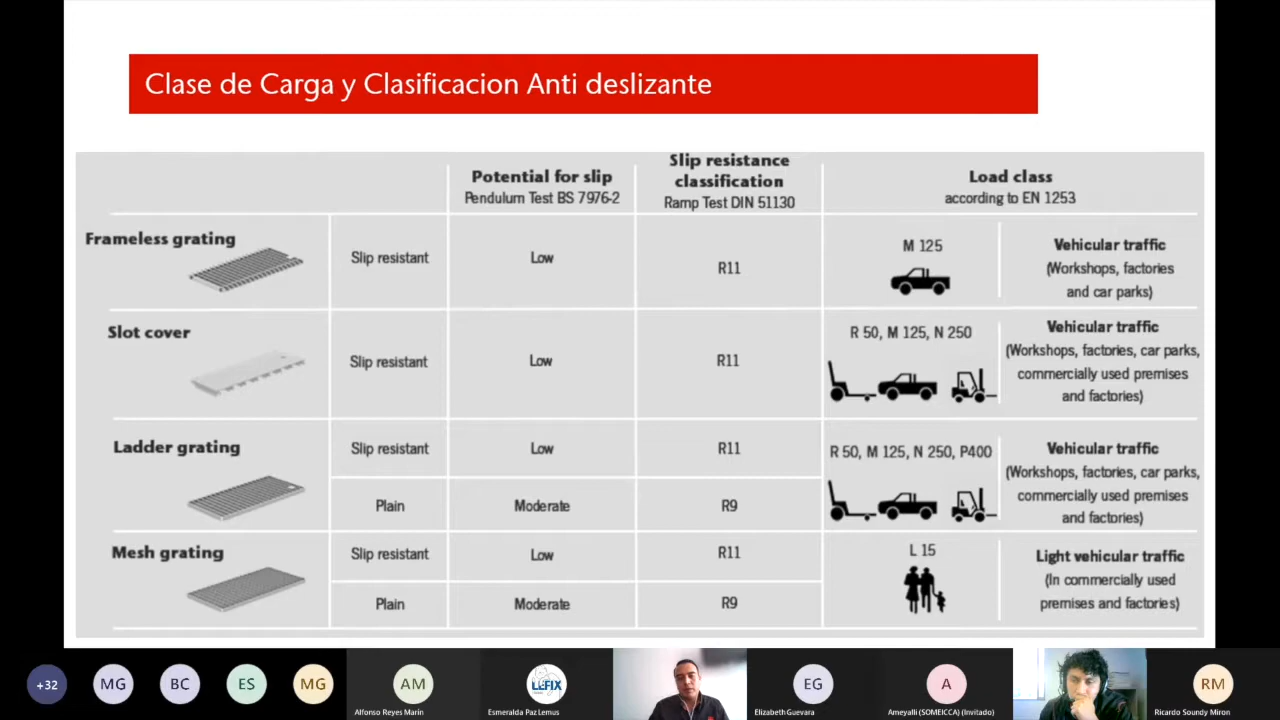 Clase de Carga y Clasificacion Anti deslizante
Potential for slip
Pendulum Test BS 7976-2
Slip resistance
classification
Ramp Test DIN 51130
Load class
according to EN 1253
Frameless grating
Slip resistant
Low
R11
M 125
Vehicular traffic
(Workshops, factories
and car parks)
Slot cover
Slip resistant
Low
R11
R 50, M 125, N 250
Vehicular traffic
(Workshops, factories, car parks,
commercially used premises
and factories)
Ladder grating
Slip resistant
Low
R11
Plain
Moderate
R9
R 50, M 125, N 250, P400
Vehicular traffic
(Workshops, factories, car parks,
commercially used premises
and factories)
Mesh grating
Slip resistant
Low
R11
Plain
Moderate
R9
L 15
Light vehicular traffic
(In commercially used
premises and factories)
+32
MG
BC
ES
MG
AM
Alfonso Reyes Marin
LEFIX
Esmeralda Paz Lemus
EG
Elizabeth Guevara
A
Ameyalli (SOMEICCA) (Invitado)
RM
Ricardo Soundy Miron